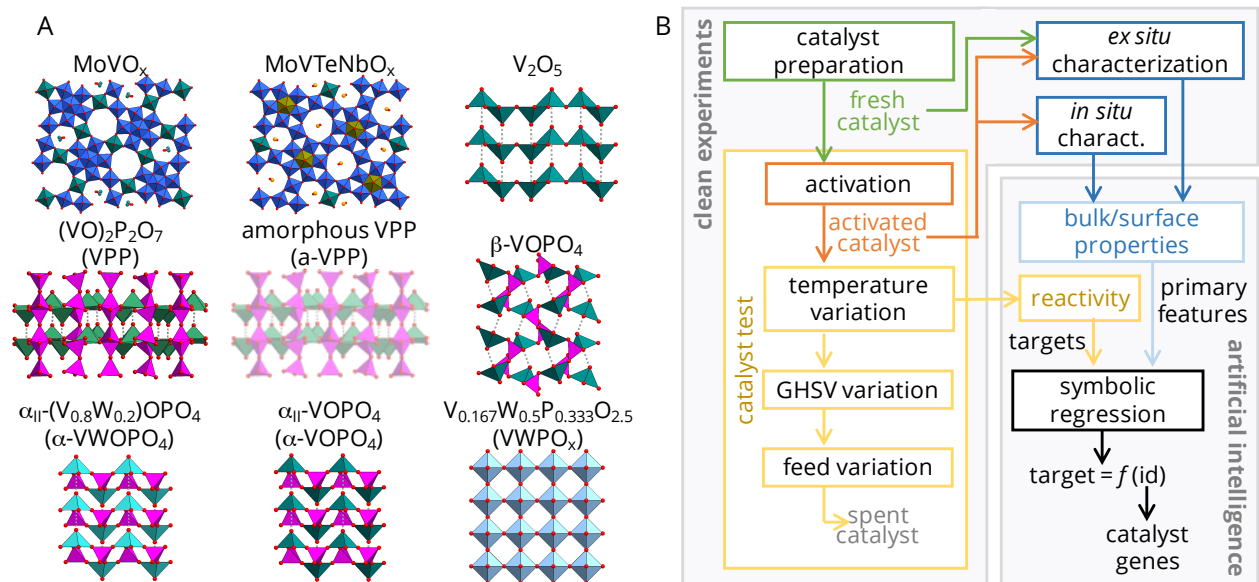 A
MoVOₓ
MoVTeNbOₓ
V₂O₅
(VO)₂P₂O₇
(VPP)
amorphous VPP
(a-VPP)
β-VOPO₄
α_II-(V₀.₈W₀.₂)OPO₄
(α-VWOPO₄)
α_II-VOPO₄
(α-VOPO₄)
V₀.₁₆₇W₀.₅P₀.₃₃₃O₂.₅
(VWPOₓ)
B
clean experiments
catalyst
preparation
fresh
catalyst
ex situ
characterization
in situ
charact.
catalyst test
activation
activated
catalyst
temperature
variation
GHSV variation
feed variation
spent
catalyst
bulk/surface
properties
reactivity
primary
features
targets
symbolic
regression
target = f (id)
catalyst
genes
artificial intelligence